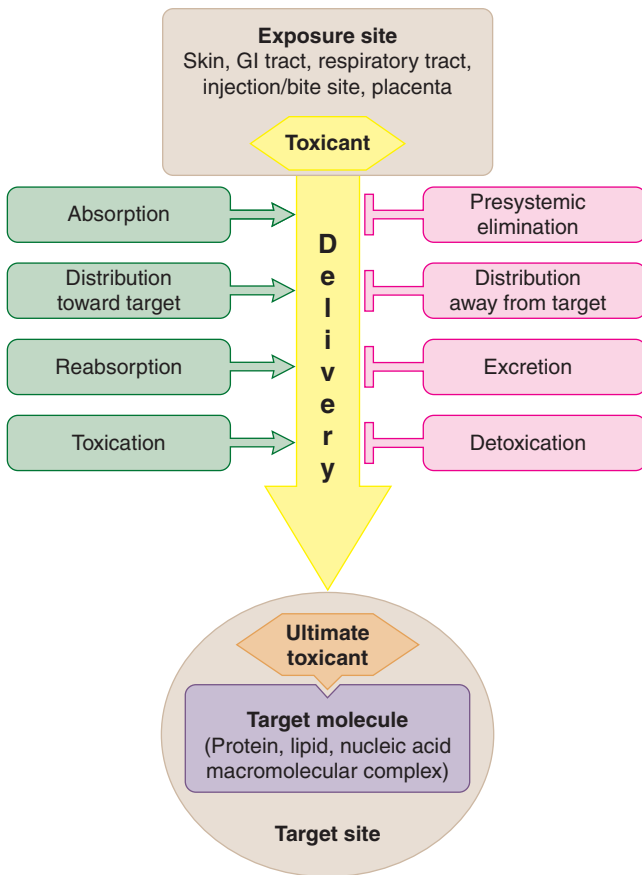 Exposure site
Skin, GI tract, respiratory tract,
injection/bite site, placenta
Toxicant
Absorption
Presystemic
elimination
Distribution
toward target
Distribution
away from target
Reabsorption
Excretion
Toxication
Detoxication
Delivery
Ultimate
toxicant
Target molecule
(Protein, lipid, nucleic acid
macromolecular complex)
Target site